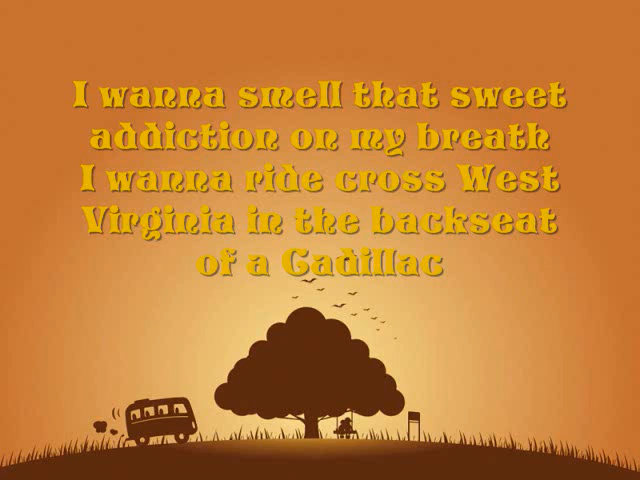 I wanna smell that sweet
addiction on my breath
I wanna ride cross West
Virginia in the backseat
of a Cadillac